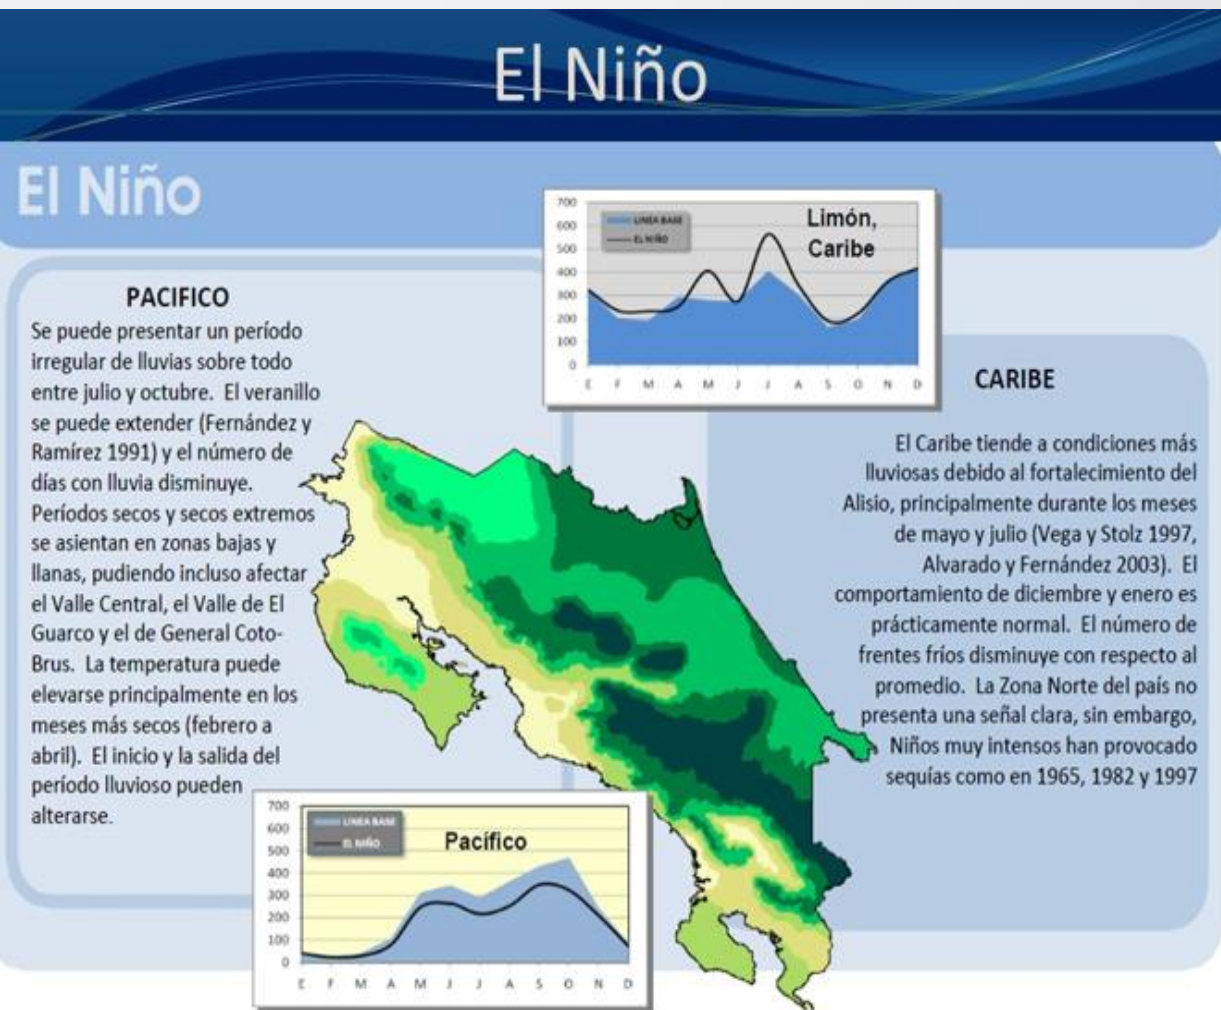 El Niño
El Niño
PACIFICO
Se puede presentar un período
irregular de lluvias sobre todo
entre julio y octubre. El veranillo
se puede extender (Fernández y
Ramírez 1991) y el número de
días con lluvia disminuye.
Períodos secos y secos extremos
se asientan en zonas bajas y
llanas, pudiendo incluso afectar
el Valle Central, el Valle de El
Guarco y el de General Coto-
Brus. La temperatura puede
elevarse principalmente en los
meses más secos (febrero a
abril). El inicio y la salida del
período lluvioso pueden
alterarse.
700
600
500
400
300
200
100
0
LINEA BASE
EL NIÑO
Limón,
Caribe
E F M A M J J A S O N D
CARIBE
El Caribe tiende a condiciones más
lluviosas debido al fortalecimiento del
Alisio, principalmente durante los meses
de mayo y julio (Vega y Stolz 1997,
Alvarado y Fernández 2003). El
comportamiento de diciembre y enero es
prácticamente normal. El número de
frentes fríos disminuye con respecto al
promedio. La Zona Norte del país no
presenta una señal clara, sin embargo,
Niños muy intensos han provocado
sequías como en 1965, 1982 y 1997
700
600
500
400
300
200
100
0
LINEA BASE
EL NIÑO
Pacífico
E F M A M J J A S O N D